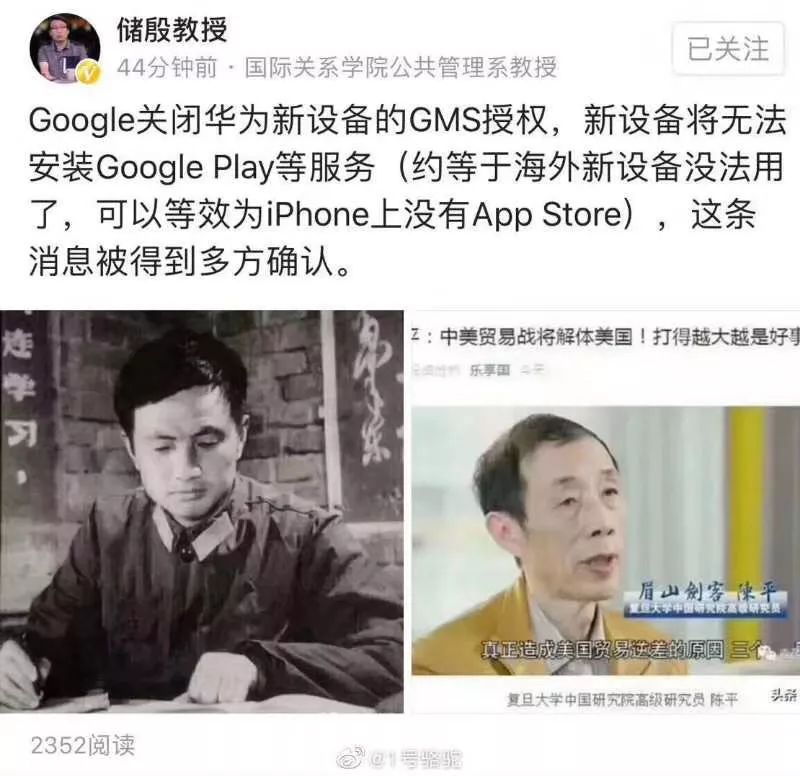 储殷教授
44分钟前·国际关系学院公共管理系教授
已关注
Google关闭华为新设备的GMS授权，新设备将无法
安装Google Play等服务（约等于海外新设备没法用
了，可以等效为iPhone上没有App Store），这条
消息被得到多方确认。
连学习，
平：中美贸易战将解体美国！打得越大越是好事
乐享国
眉山剑客 陈平
复旦大学中国研究院高级研究员
真正造成美国贸易逆差的原因 三个
复旦大学中国研究院高级研究员 陈平
头条
2352阅读
@1号骆驼